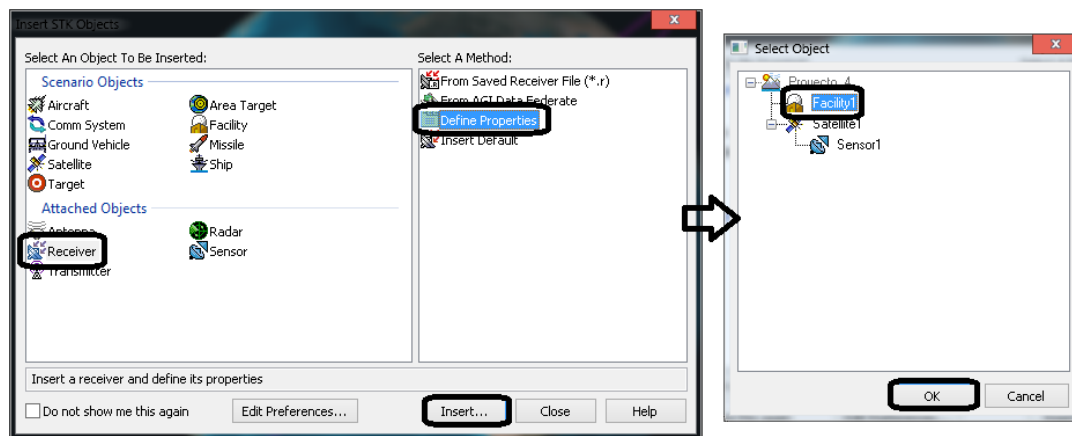 Insert STK Objects
Select An Object To Be Inserted:
Scenario Objects
Aircraft
Area Target
Comm System
Facility
Ground Vehicle
Missile
Satellite
Ship
Target
Attached Objects
Antenna
Radar
Receiver
Sensor
Transmitter
Select A Method:
From Saved Receiver File (*.r)
From AGI Data Federate
Define Properties
Insert Default
Insert a receiver and define its properties
Do not show me this again
Edit Preferences...
Insert...
Close
Help
Select Object
Proyecto_4
Facility1
Satellite1
Sensor1
OK
Cancel